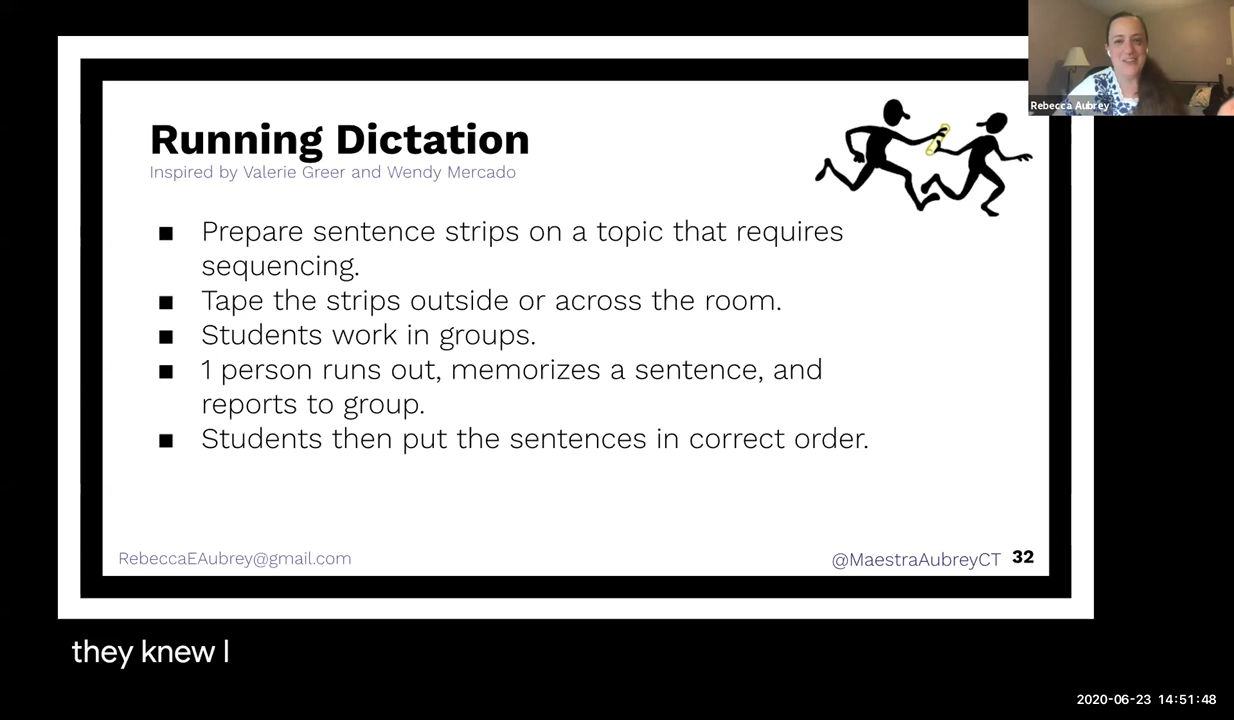 Rebecca Aubrey
Running Dictation
Inspired by Valerie Greer and Wendy Mercado
■ Prepare sentence strips on a topic that requires
sequencing.
■ Tape the strips outside or across the room.
■ Students work in groups.
■ 1 person runs out, memorizes a sentence, and
reports to group.
■ Students then put the sentences in correct order.
RebeccaEAubrey@gmail.com
@MaestraAubreyCT 32
they knew I
2020-06-23 14:51:48